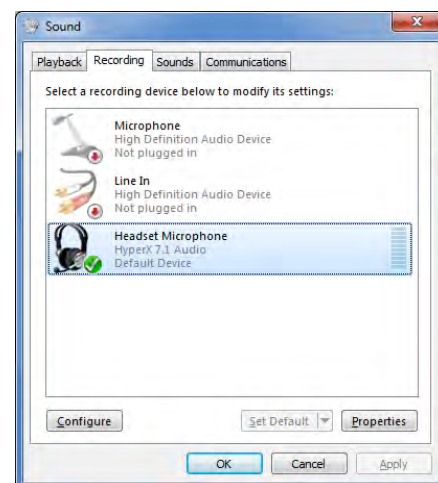 Sound
Playback Recording Sounds Communications
Select a recording device below to modify its settings:
Microphone
High Definition Audio Device
Not plugged in
Line In
High Definition Audio Device
Not plugged in
Headset Microphone
HyperX 7.1 Audio
Default Device
Configure Set Default Properties
OK Cancel Apply